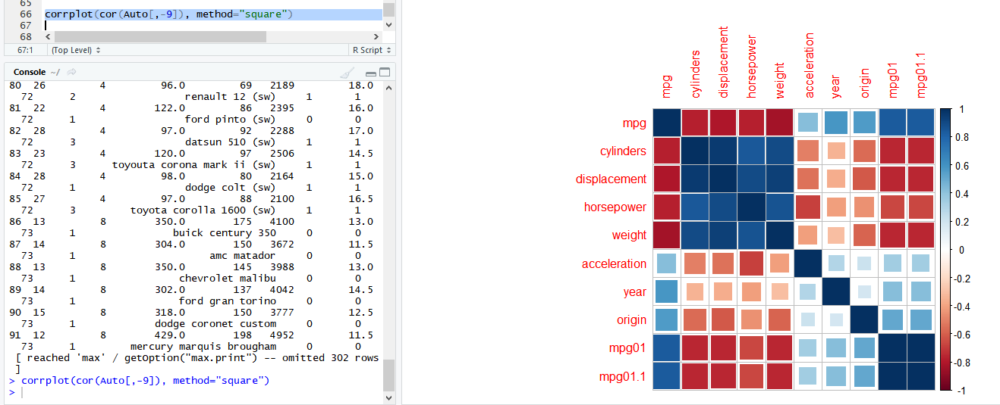 65
66 corrplot(cor(Auto[,-9]), method="square")
67
68
67:1 (Top Level) R Script
Console ~/
80 26 4 96.0 69 2189 18.0
72 2 renault 12 (sw) 1 1
81 22 4 122.0 86 2395 16.0
72 1 ford pinto (sw) 0 0
82 28 4 97.0 92 2288 17.0
72 3 datsun 510 (sw) 1 1
83 23 4 120.0 97 2506 14.5
72 3 toyouta corona mark ii (sw) 1 1
84 28 4 98.0 80 2164 15.0
72 1 dodge colt (sw) 1 1
85 27 4 97.0 88 2100 16.5
72 3 toyota corolla 1600 (sw) 1 1
86 13 8 350.0 175 4100 13.0
73 1 buick century 350 0 0
87 14 8 304.0 150 3672 11.5
73 1 amc matador 0 0
88 13 8 350.0 145 3988 13.0
73 1 chevrolet malibu 0 0
89 14 8 302.0 137 4042 14.5
73 1 ford gran torino 0 0
90 15 8 318.0 150 3777 12.5
73 1 dodge coronet custom 0 0
91 12 8 429.0 198 4952 11.5
73 1 mercury marquis brougham 0 0
[ reached 'max' / getOption("max.print") -- omitted 302 rows
]
> corrplot(cor(Auto[,-9]), method="square")
>
mpg
cylinders
displacement
horsepower
weight
acceleration
year
origin
mpg01
mpg01.1
mpg
cylinders
displacement
horsepower
weight
acceleration
year
origin
mpg01
mpg01.1
1
0.8
0.6
0.4
0.2
0
-0.2
-0.4
-0.6
-0.8
-1